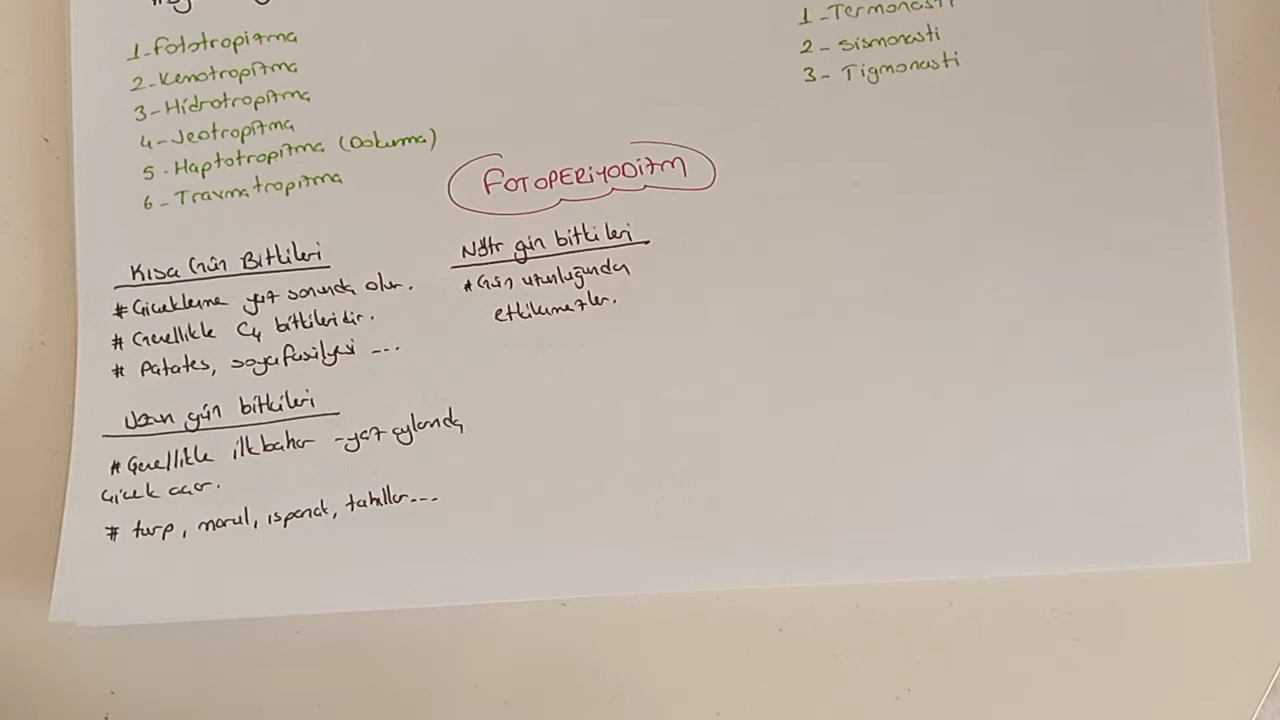 1-Fototropizma
2-Kemotropizma
3-Hidrotropizma
4-Jeotropizma
5-Haptotropizma (Dokunma)
6-Travmatropizma
1-Termonasti
2-Sismonasti
3-Tigmonasti
FOTOPERİYODİZM
Kısa Gün Bitkileri
# Çiçeklenme yaz sonunda olur.
# Genellikle C4 bitkileridir.
# Patates, soya fasulyesi ---
Nötr gün bitkileri
# Gün uzunluğundan
etkilenmezler.
Uzun gün bitkileri
# Genellikle ilkbahar -yaz aylarında
çiçek açar.
# turp, marul, ıspanak, tahıllar---